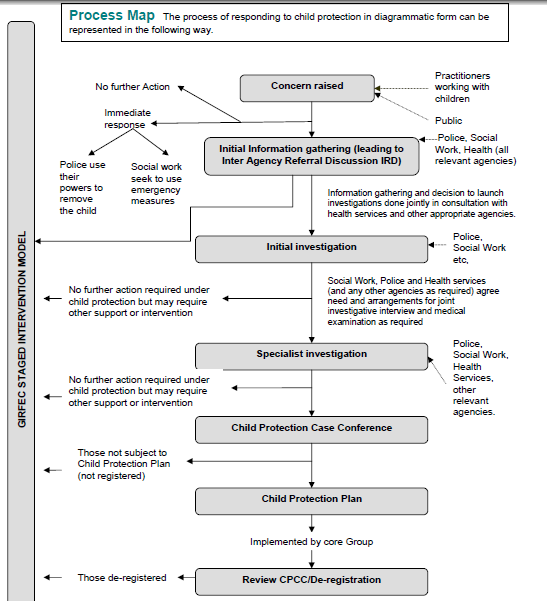 Process Map The process of responding to child protection in diagrammatic form can be
represented in the following way.
Concern raised
Practitioners
working with
children
Public
No further Action
Immediate
response
Police use
their
powers to
remove
the child
Social work
seek to use
emergency
measures
Initial Information gathering (leading to
Inter Agency Referral Discussion IRD)
Police, Social
Work, Health (all
relevant agencies)
Information gathering and decision to launch
investigations done jointly in consultation with
health services and other appropriate agencies.
Initial investigation
Police,
Social Work
etc,
Social Work, Police and Health services
(and any other agencies as required) agree
need and arrangements for joint
investigative interview and medical
examination as required
No further action required under
child protection but may require
other support or intervention
Specialist investigation
Police,
Social Work,
Health
Services,
other
relevant
agencies.
No further action required under
child protection but may require
other support or intervention
Child Protection Case Conference
Those not subject to
Child Protection Plan
(not registered)
Child Protection Plan
Implemented by core Group
Those de-registered
Review CPCC/De-registration
GIRFEC STAGED INTERVENTION MODEL